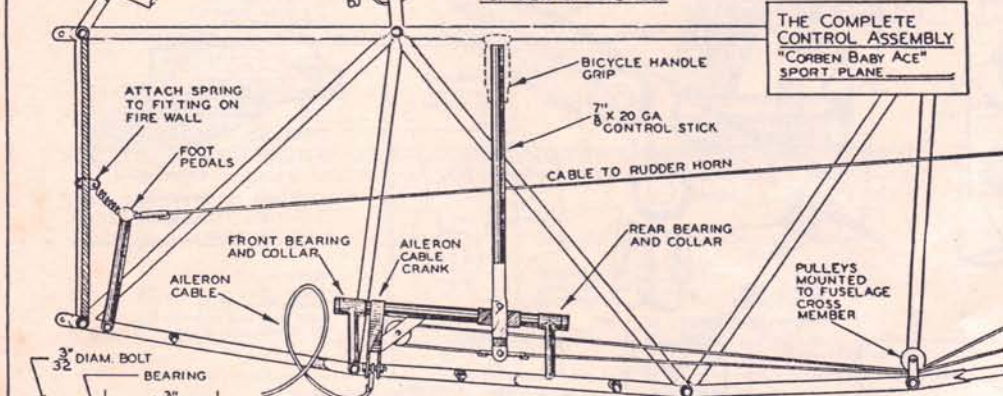 THE COMPLETE
CONTROL ASSEMBLY
"CORBEN BABY ACE"
SPORT PLANE
BICYCLE HANDLE
GRIP
ATTACH SPRING
TO FITTING ON
FIRE WALL
7/8" X 20 GA
CONTROL STICK
FOOT
PEDALS
CABLE TO RUDDER HORN
FRONT BEARING
AND COLLAR
AILERON
CABLE
CRANK
REAR BEARING
AND COLLAR
AILERON
CABLE
PULLEYS
MOUNTED
TO FUSELAGE
CROSS
MEMBER
3/32" DIAM. BOLT
BEARING